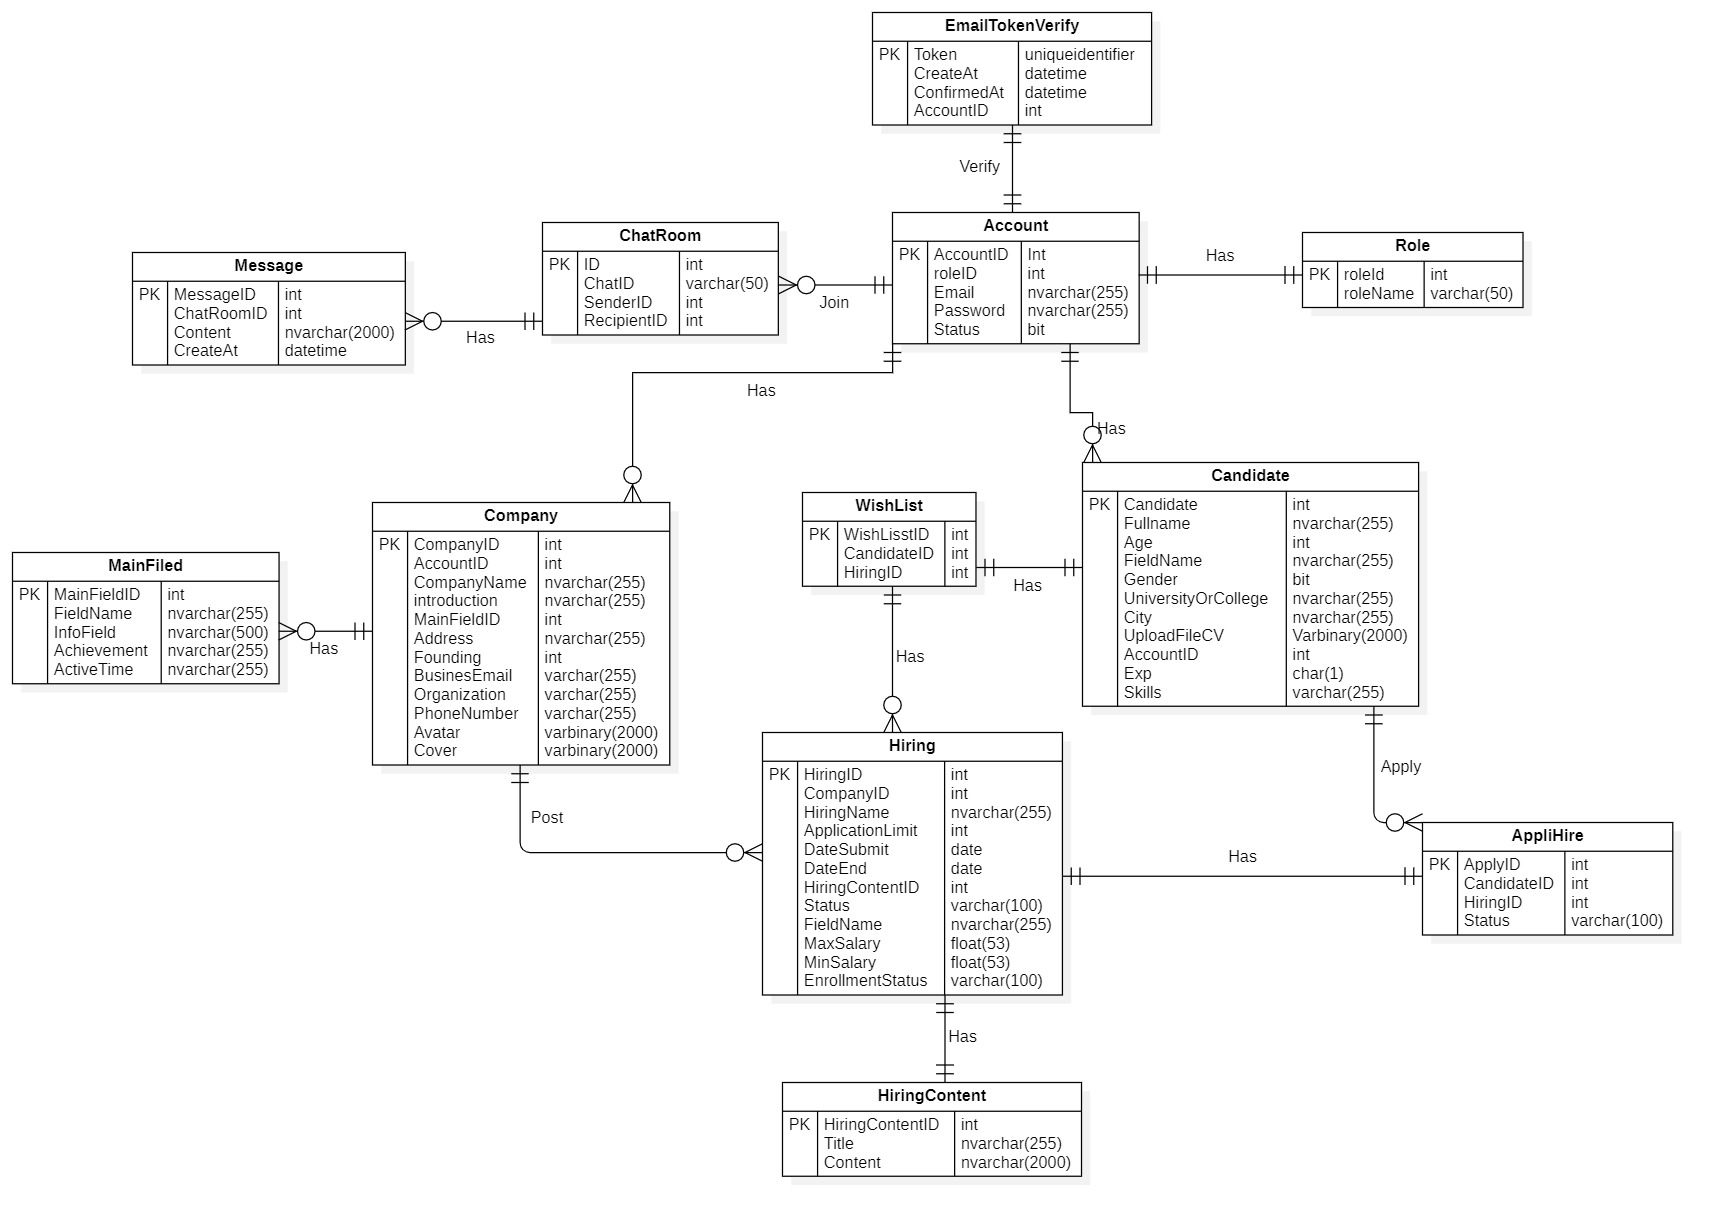 EmailTokenVerify
PK Token uniqueidentifier
CreateAt datetime
ConfirmedAt datetime
AccountID int
Verify
Account
PK AccountID Int
roleID int
Email nvarchar(255)
Password nvarchar(255)
Status bit
Has
Role
PK roleId int
roleName varchar(50)
ChatRoom
PK ID int
ChatID varchar(50)
SenderID int
RecipientID int
Join
Message
PK MessageID int
ChatRoomID int
Content nvarchar(2000)
CreateAt datetime
Has
Has
Has
Candidate
PK Candidate int
Fullname nvarchar(255)
Age int
FieldName nvarchar(255)
Gender bit
UniversityOrCollege nvarchar(255)
City nvarchar(255)
UploadFileCV Varbinary(2000)
AccountID int
Exp char(1)
Skills varchar(255)
WishList
PK WishLisstID int
CandidateID int
HiringID int
Has
Company
PK CompanyID int
AccountID int
CompanyName nvarchar(255)
introduction nvarchar(255)
MainFieldID int
Address nvarchar(255)
Founding int
BusinesEmail varchar(255)
Organization varchar(255)
PhoneNumber varchar(255)
Avatar varbinary(2000)
Cover varbinary(2000)
MainFiled
PK MainFieldID int
FieldName nvarchar(255)
InfoField nvarchar(500)
Achievement nvarchar(255)
ActiveTime nvarchar(255)
Has
Has
Post
Apply
Hiring
PK HiringID int
CompanyID int
HiringName nvarchar(255)
ApplicationLimit int
DateSubmit date
DateEnd date
HiringContentID int
Status varchar(100)
FieldName nvarchar(255)
MaxSalary float(53)
MinSalary float(53)
EnrollmentStatus varchar(100)
Has
AppliHire
PK ApplyID int
CandidateID int
HiringID int
Status varchar(100)
Has
HiringContent
PK HiringContentID int
Title nvarchar(255)
Content nvarchar(2000)